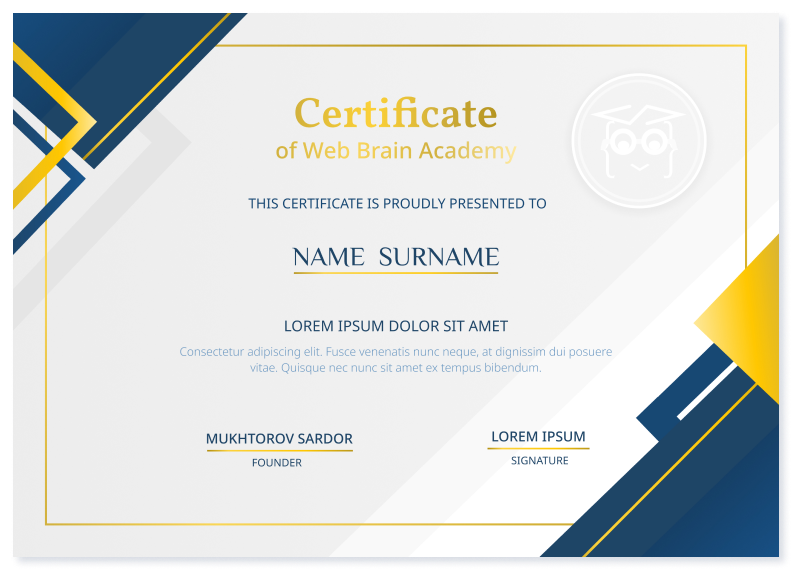 Certificate
of Web Brain Academy
THIS CERTIFICATE IS PROUDLY PRESENTED TO
NAME SURNAME
LOREM IPSUM DOLOR SIT AMET
Consectetur adipiscing elit. Fusce venenatis nunc neque, at dignissim dui posuere
vitae. Quisque nec nunc sit amet ex tempus bibendum.
MUKHTOROV SARDOR
FOUNDER
LOREM IPSUM
SIGNATURE